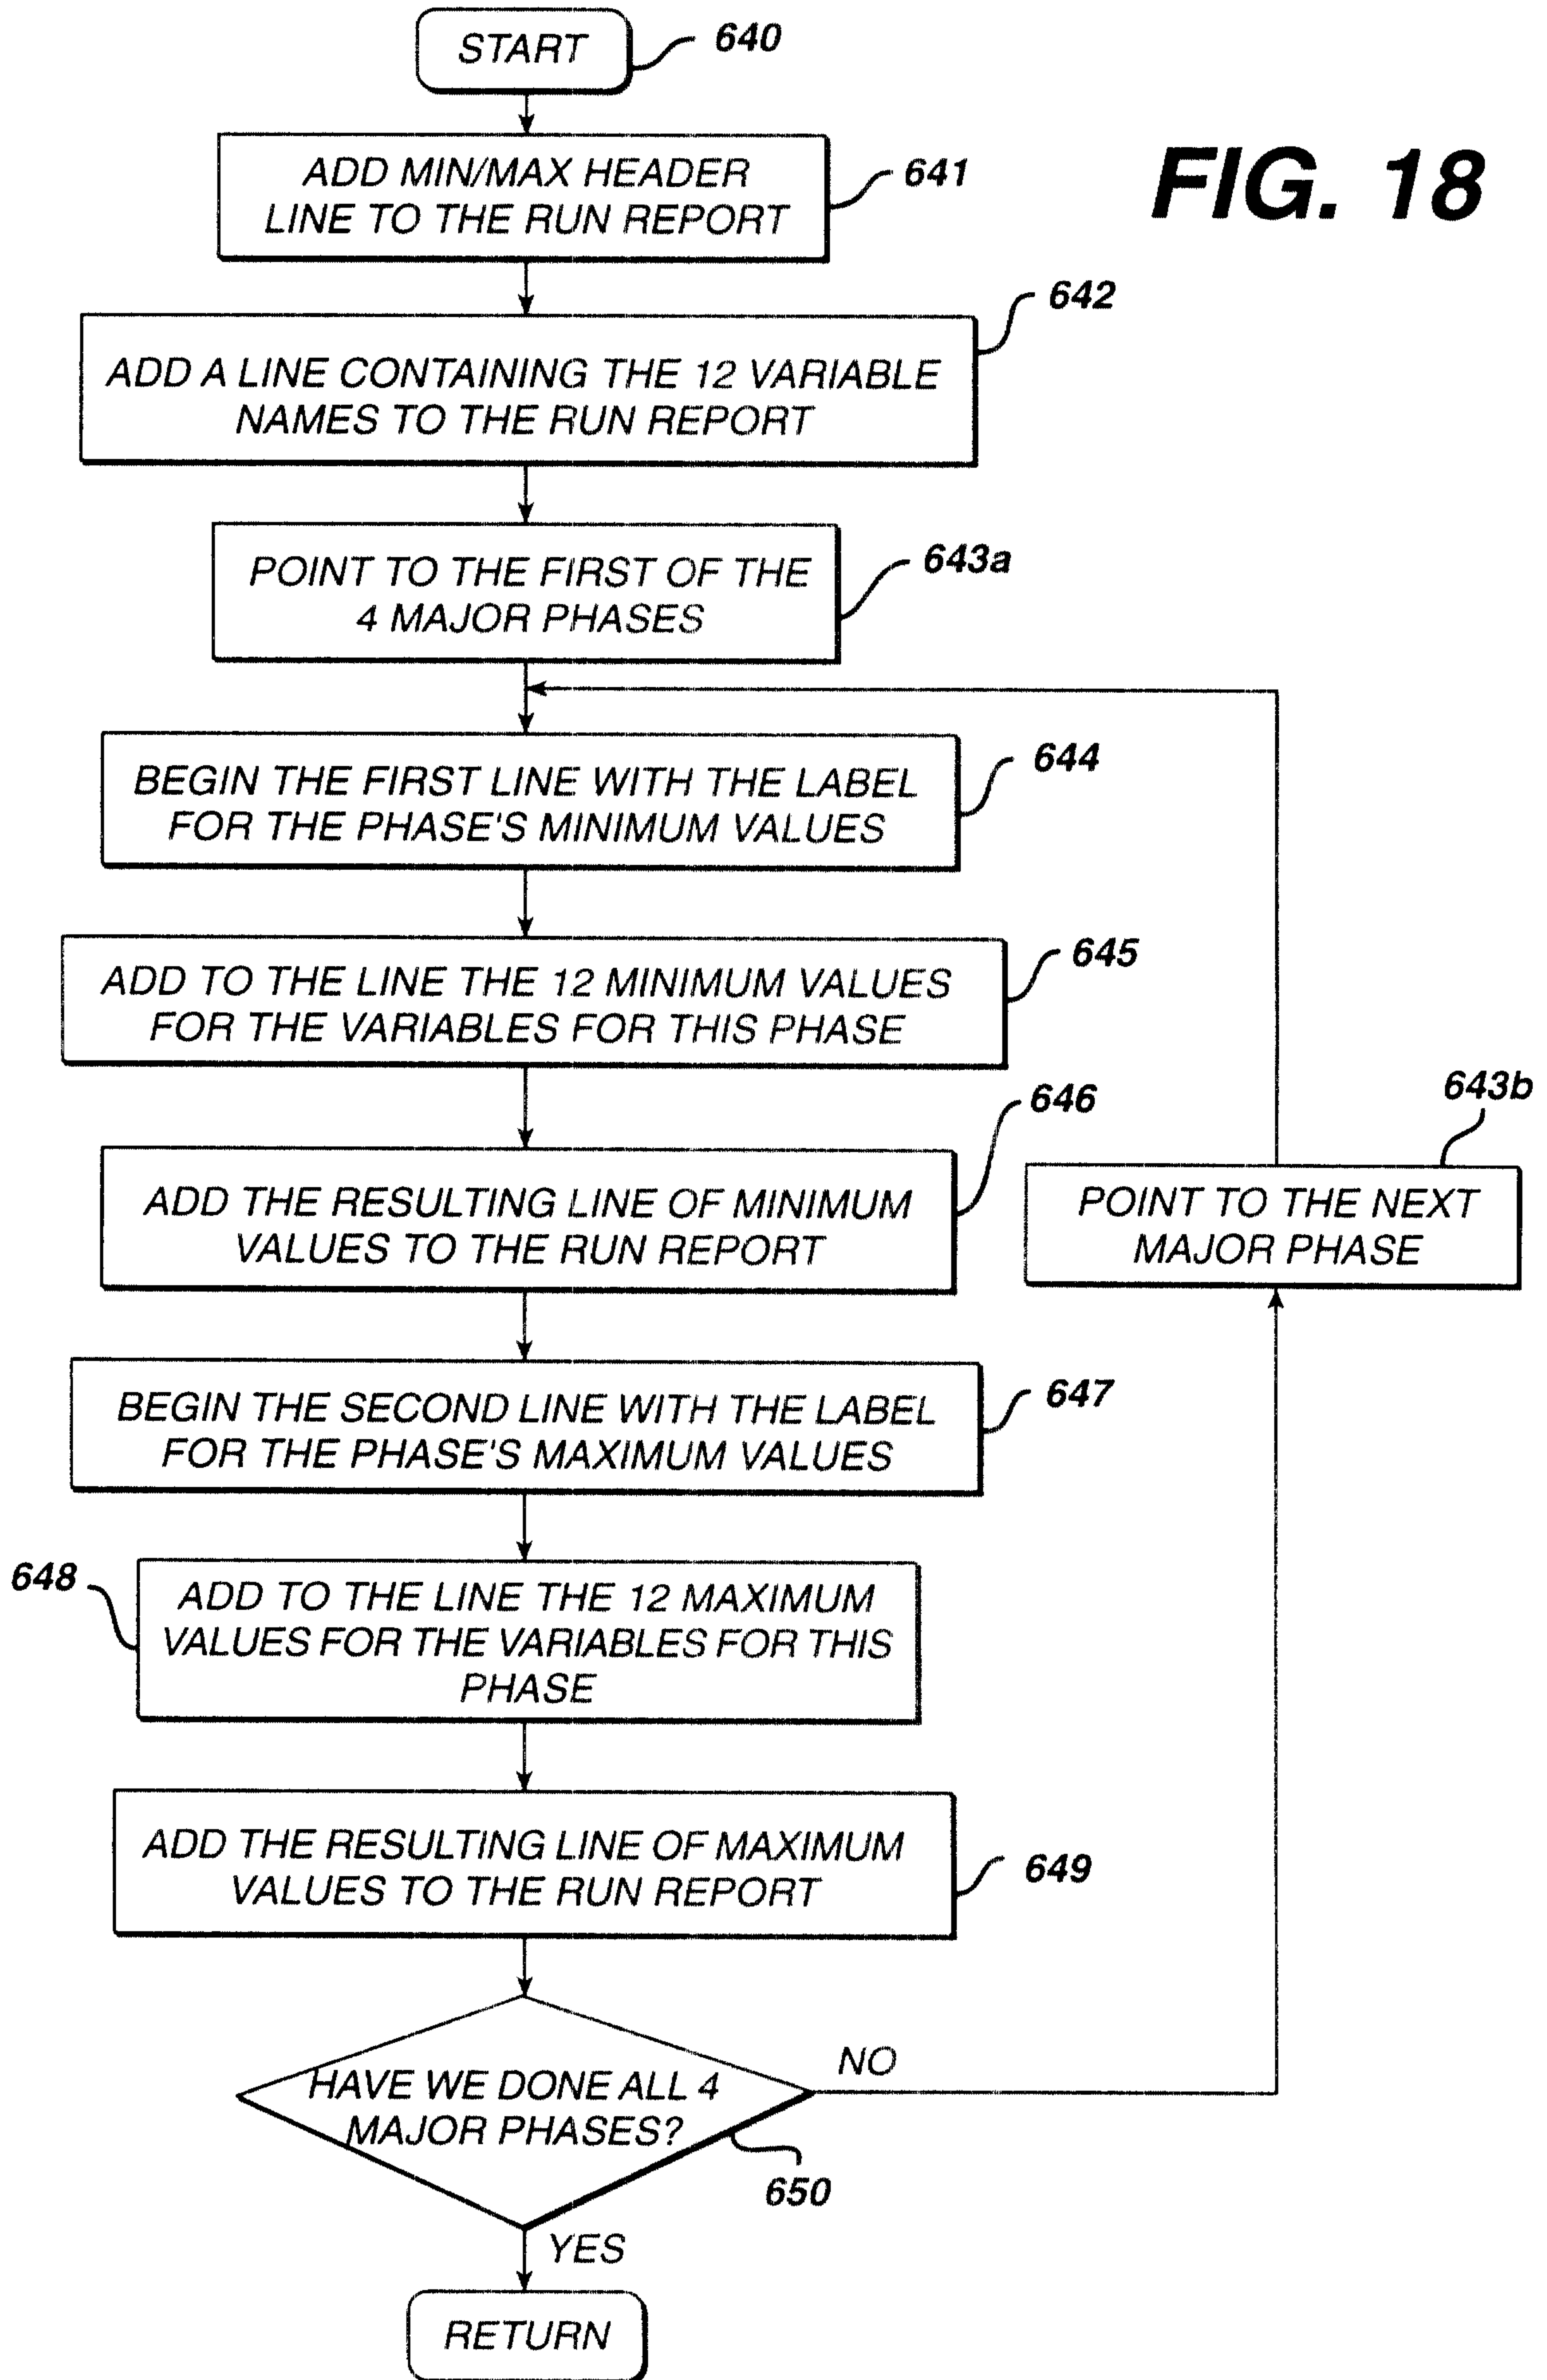 START
640
FIG. 18
ADD MIN/MAX HEADER
LINE TO THE RUN REPORT
641
642
ADD A LINE CONTAINING THE 12 VARIABLE
NAMES TO THE RUN REPORT
POINT TO THE FIRST OF THE
4 MAJOR PHASES
643a
BEGIN THE FIRST LINE WITH THE LABEL
FOR THE PHASE'S MINIMUM VALUES
644
ADD TO THE LINE THE 12 MINIMUM VALUES
FOR THE VARIABLES FOR THIS PHASE
645
646
ADD THE RESULTING LINE OF MINIMUM
VALUES TO THE RUN REPORT
643b
POINT TO THE NEXT
MAJOR PHASE
BEGIN THE SECOND LINE WITH THE LABEL
FOR THE PHASE'S MAXIMUM VALUES
647
648
ADD TO THE LINE THE 12 MAXIMUM
VALUES FOR THE VARIABLES FOR THIS
PHASE
ADD THE RESULTING LINE OF MAXIMUM
VALUES TO THE RUN REPORT
649
HAVE WE DONE ALL 4
MAJOR PHASES?
NO
650
YES
RETURN